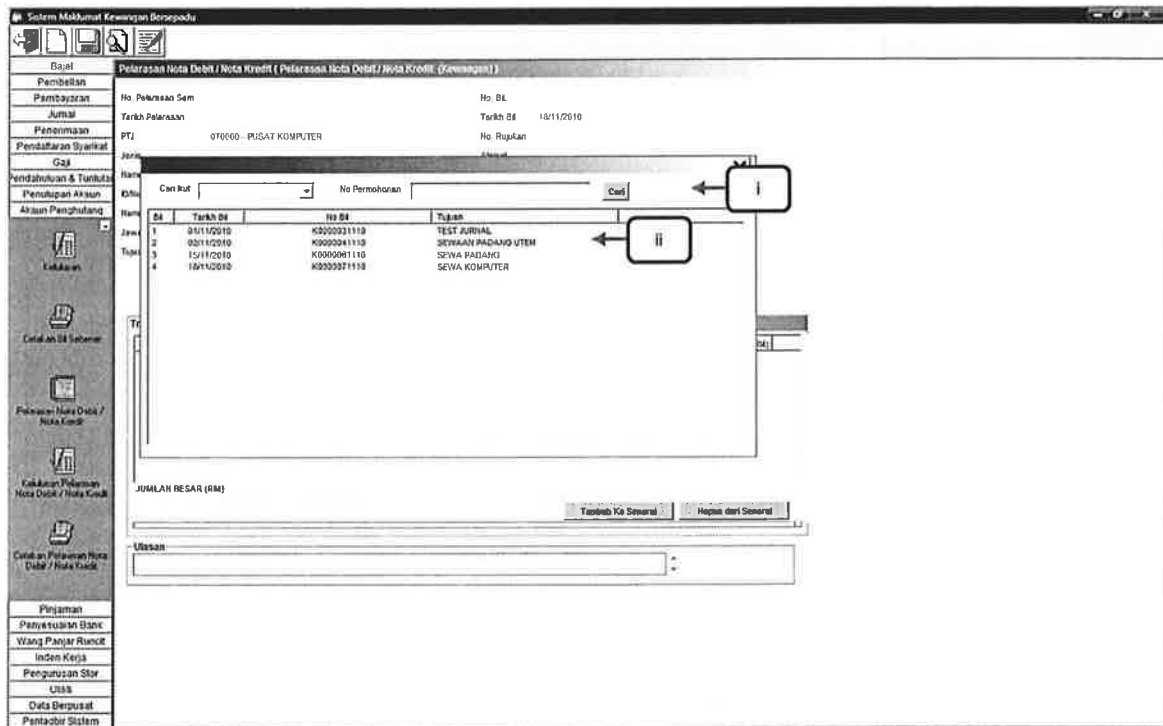 Sistem Maklumat Kewangan Bersepadu
Bajet
Pembelian
Pembayaran
Jurnal
Penerimaan
Pendaftaran Syarikat
Gaji
Pendahuluan & Tuntutan
Penutupan Akaun
Akaun Penghutang
Kelulusan
Cetakan Bil Sebenar
Pelarasan Nota Debit /
Nota Kredit
Kelulusan Pelarasan
Nota Debit / Nota Kredit
Cetakan Pelarasan Nota
Debit / Nota Kredit
Pinjaman
Penyesuaian Bank
Wang Panjar Runcit
Inden Kerja
Pengurusan Stor
Utiliti
Data Berpusat
Pentadbir Sistem
Pelarasan Nota Debit / Nota Kredit ( Pelarasan Nota Debit / Nota Kredit (Kewangan) )
No. Pelarasan Sem No. Bil
Tarikh Pelarasan Tarikh Bil 18/11/2010
PTJ 070000 - PUSAT KOMPUTER No. Rujukan
Jenis Alamat
Cari Ikut No Permohonan Cari
i
Bil Tarikh Bil No Bil Tujuan
1 01/11/2010 K0000031110 TEST JURNAL
2 03/11/2010 K0000041110 SEWAAN PADANG UTEM
3 15/11/2010 K0000061110 SEWA PADANG
4 18/11/2010 K0000071110 SEWA KOMPUTER
ii
JUMLAH BESAR (RM)
Tambah Ke Senarai Hapus dari Senarai
Ulasan